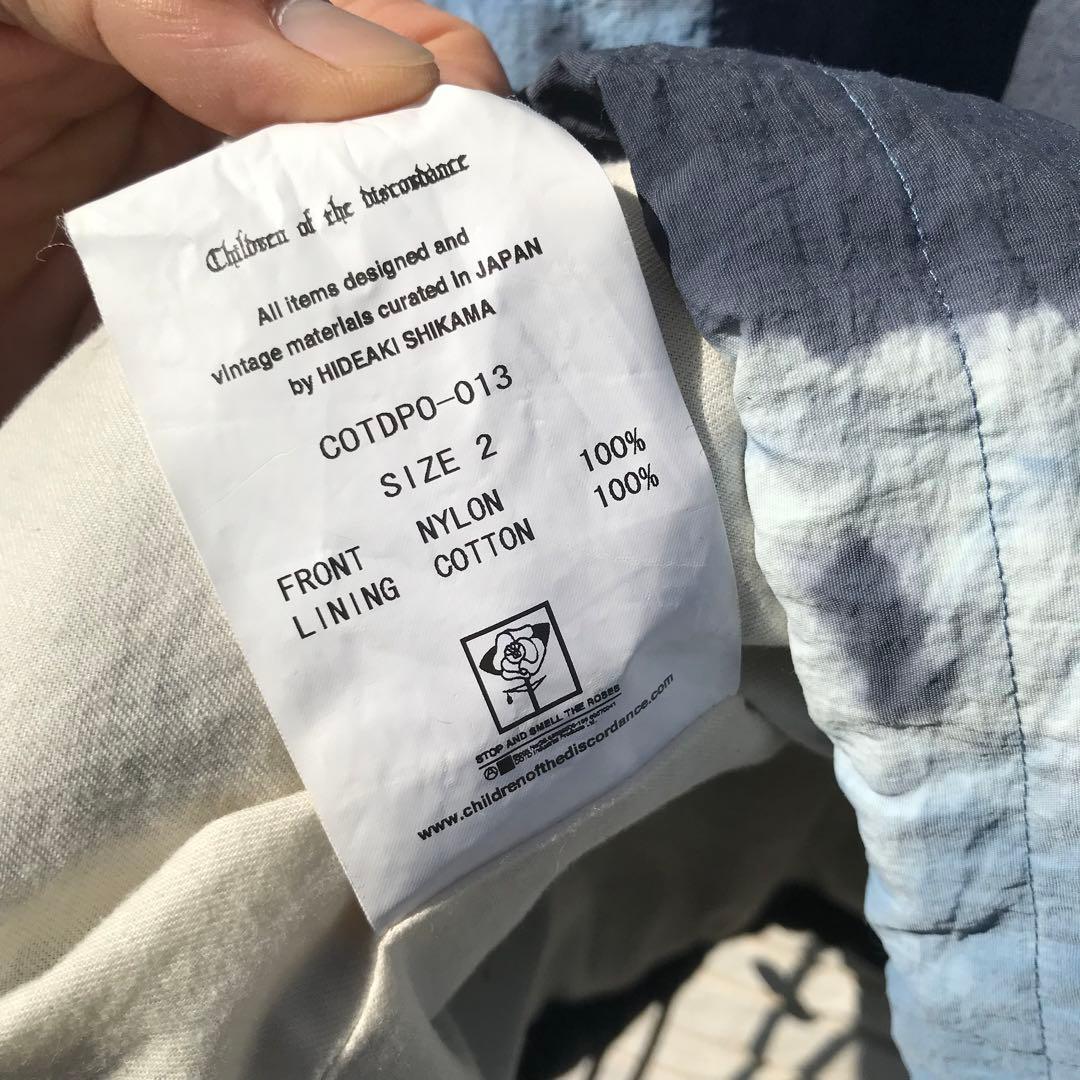 Children of the discordance
All items designed and
vintage materials curated in JAPAN
by HIDEAKI SHIKAMA
COTDPO-013
SIZE 2
FRONT NYLON 100%
LINING COTTON 100%
STOP AND SMELL THE ROSES
www.childrenofthediscordance.com